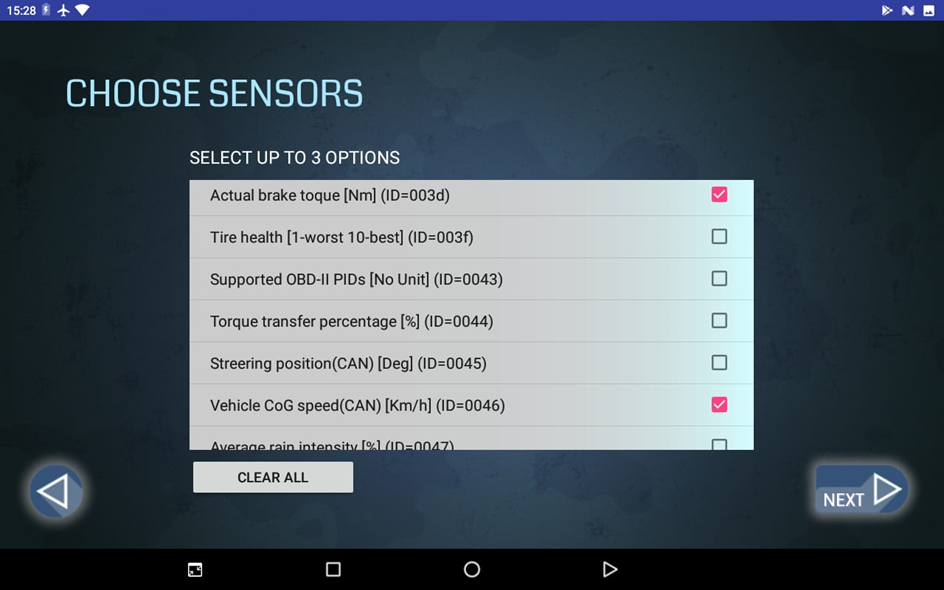 15:28
CHOOSE SENSORS
SELECT UP TO 3 OPTIONS
Actual brake toque [Nm] (ID=003d)
Tire health [1-worst 10-best] (ID=003f)
Supported OBD-II PIDs [No Unit] (ID=0043)
Torque transfer percentage [%] (ID=0044)
Streering position(CAN) [Deg] (ID=0045)
Vehicle CoG speed(CAN) [Km/h] (ID=0046)
Average rain intensity [%] (ID=0047)
CLEAR ALL
NEXT